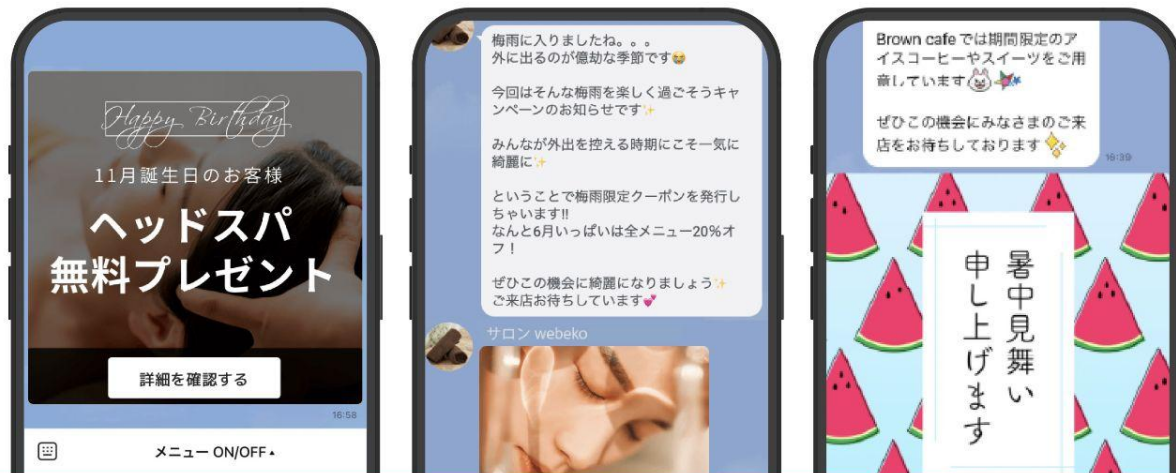 Happy Birthday
11月誕生日のお客様
ヘッドスパ
無料プレゼント
詳細を確認する
16:58
メニュー ON/OFF▲
梅雨に入りましたね。。。
外に出るのが億劫な季節です😭
今回はそんな梅雨を楽しく過ごそうキャ
ンペーンのお知らせです✨
みんなが外出を控える時期にこそ一気に
綺麗に✨
ということで梅雨限定クーポンを発行し
ちゃいます‼
なんと6月いっぱいは全メニュー20%オ
フ！
ぜひこの機会に綺麗になりましょう✨
ご来店お待ちしています💕
サロン webeko
Brown cafe では期間限定のア
イスコーヒーやスイーツをご用
意しています
ぜひこの機会にみなさまのご来
店をお待ちしております
16:39
暑中見舞い
申し上げます